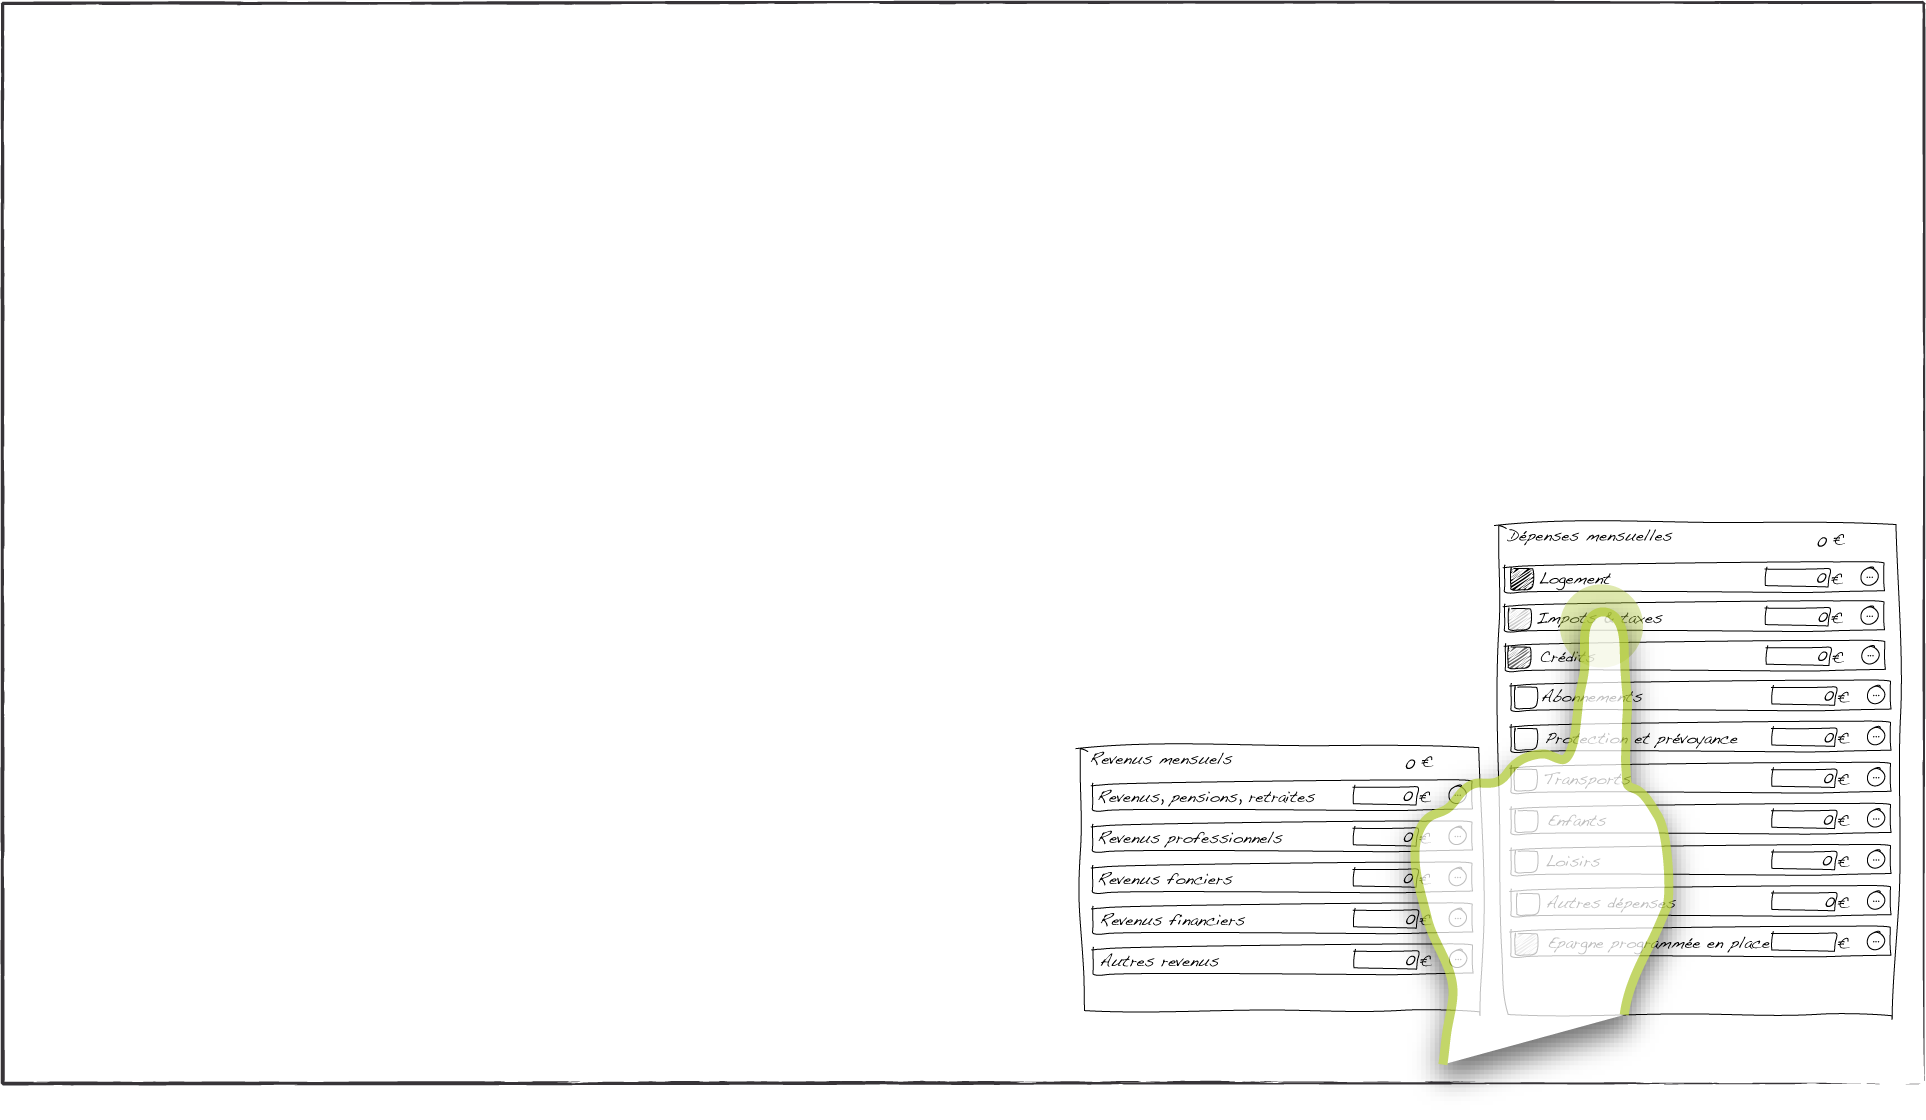 Dépenses mensuelles 0 €
Logement 0 €
Impots & taxes 0 €
Crédits 0 €
Abonnements 0 €
Protection et prévoyance 0 €
Transports 0 €
Enfants 0 €
Loisirs 0 €
Autres dépenses 0 €
Epargne programmée en place €
Revenus mensuels 0 €
Revenus, pensions, retraites 0 €
Revenus professionnels 0 €
Revenus fonciers 0 €
Revenus financiers 0 €
Autres revenus 0 €